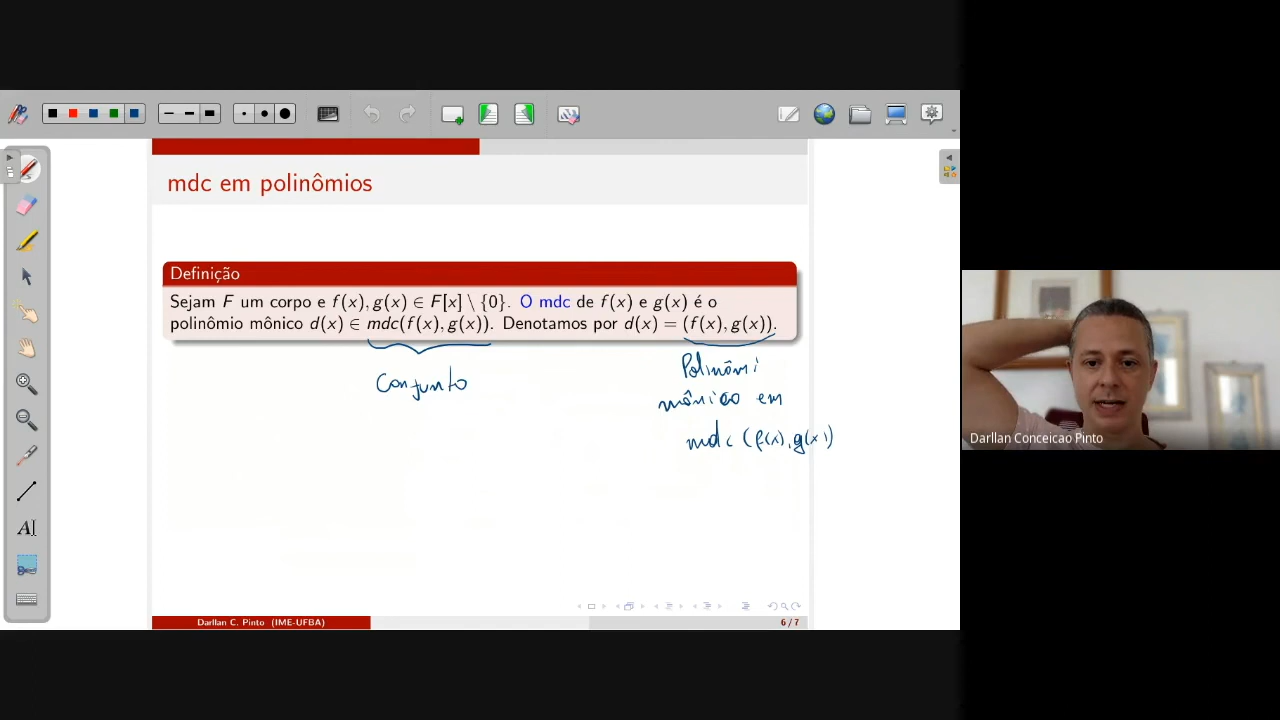 mdc em polinômios
Definição
Sejam F um corpo e f(x), g(x) ∈ F[x] \ {0}. O mdc de f(x) e g(x) é o
polinômio mônico d(x) ∈ mdc(f(x), g(x)). Denotamos por d(x) = (f(x), g(x)).
Conjunto
Polinômi
mônico em
mdc (f(x), g(x))
Darllan Conceicao Pinto
Darllan C. Pinto (IME-UFBA)
6 / 7